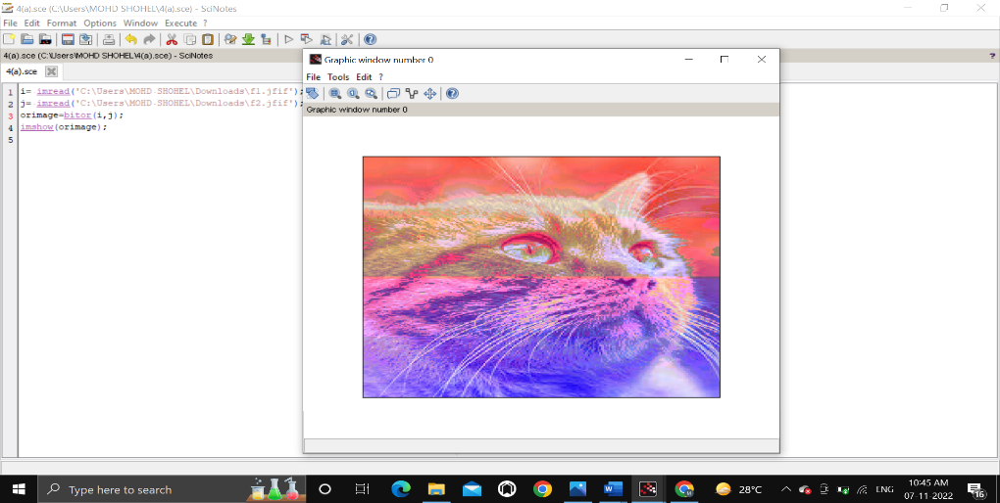 4(a).sce (C:\Users\MOHD SHOHEL\4(a).sce) - SciNotes
File Edit Format Options Window Execute ?
4(a).sce (C:\Users\MOHD SHOHEL\4(a).sce) - SciNotes
?
4(a).sce
1 i= imread('C:\Users\MOHD-SHOHEL\Downloads\f1.jfif');
2 j= imread('C:\Users\MOHD-SHOHEL\Downloads\f2.jfif');
3 orimage=bitor(i,j);
4 imshow(orimage);
5
Graphic window number 0
File Tools Edit ?
Graphic window number 0
Type here to search
28°C
ENG
10:45 AM
07-11-2022
16